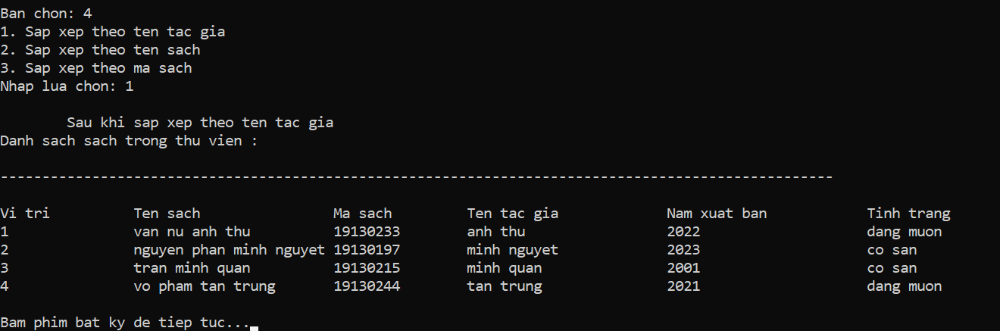 Ban chon: 4
1. Sap xep theo ten tac gia
2. Sap xep theo ten sach
3. Sap xep theo ma sach
Nhap lua chon: 1
Sau khi sap xep theo ten tac gia
Danh sach sach trong thu vien :
----------------------------------------------------------------------------------------------------
Vi tri Ten sach Ma sach Ten tac gia Nam xuat ban Tinh trang
1 van nu anh thu 19130233 anh thu 2022 dang muon
2 nguyen phan minh nguyet 19130197 minh nguyet 2023 co san
3 tran minh quan 19130215 minh quan 2001 co san
4 vo pham tan trung 19130244 tan trung 2021 dang muon
Bam phim bat ky de tiep tuc...